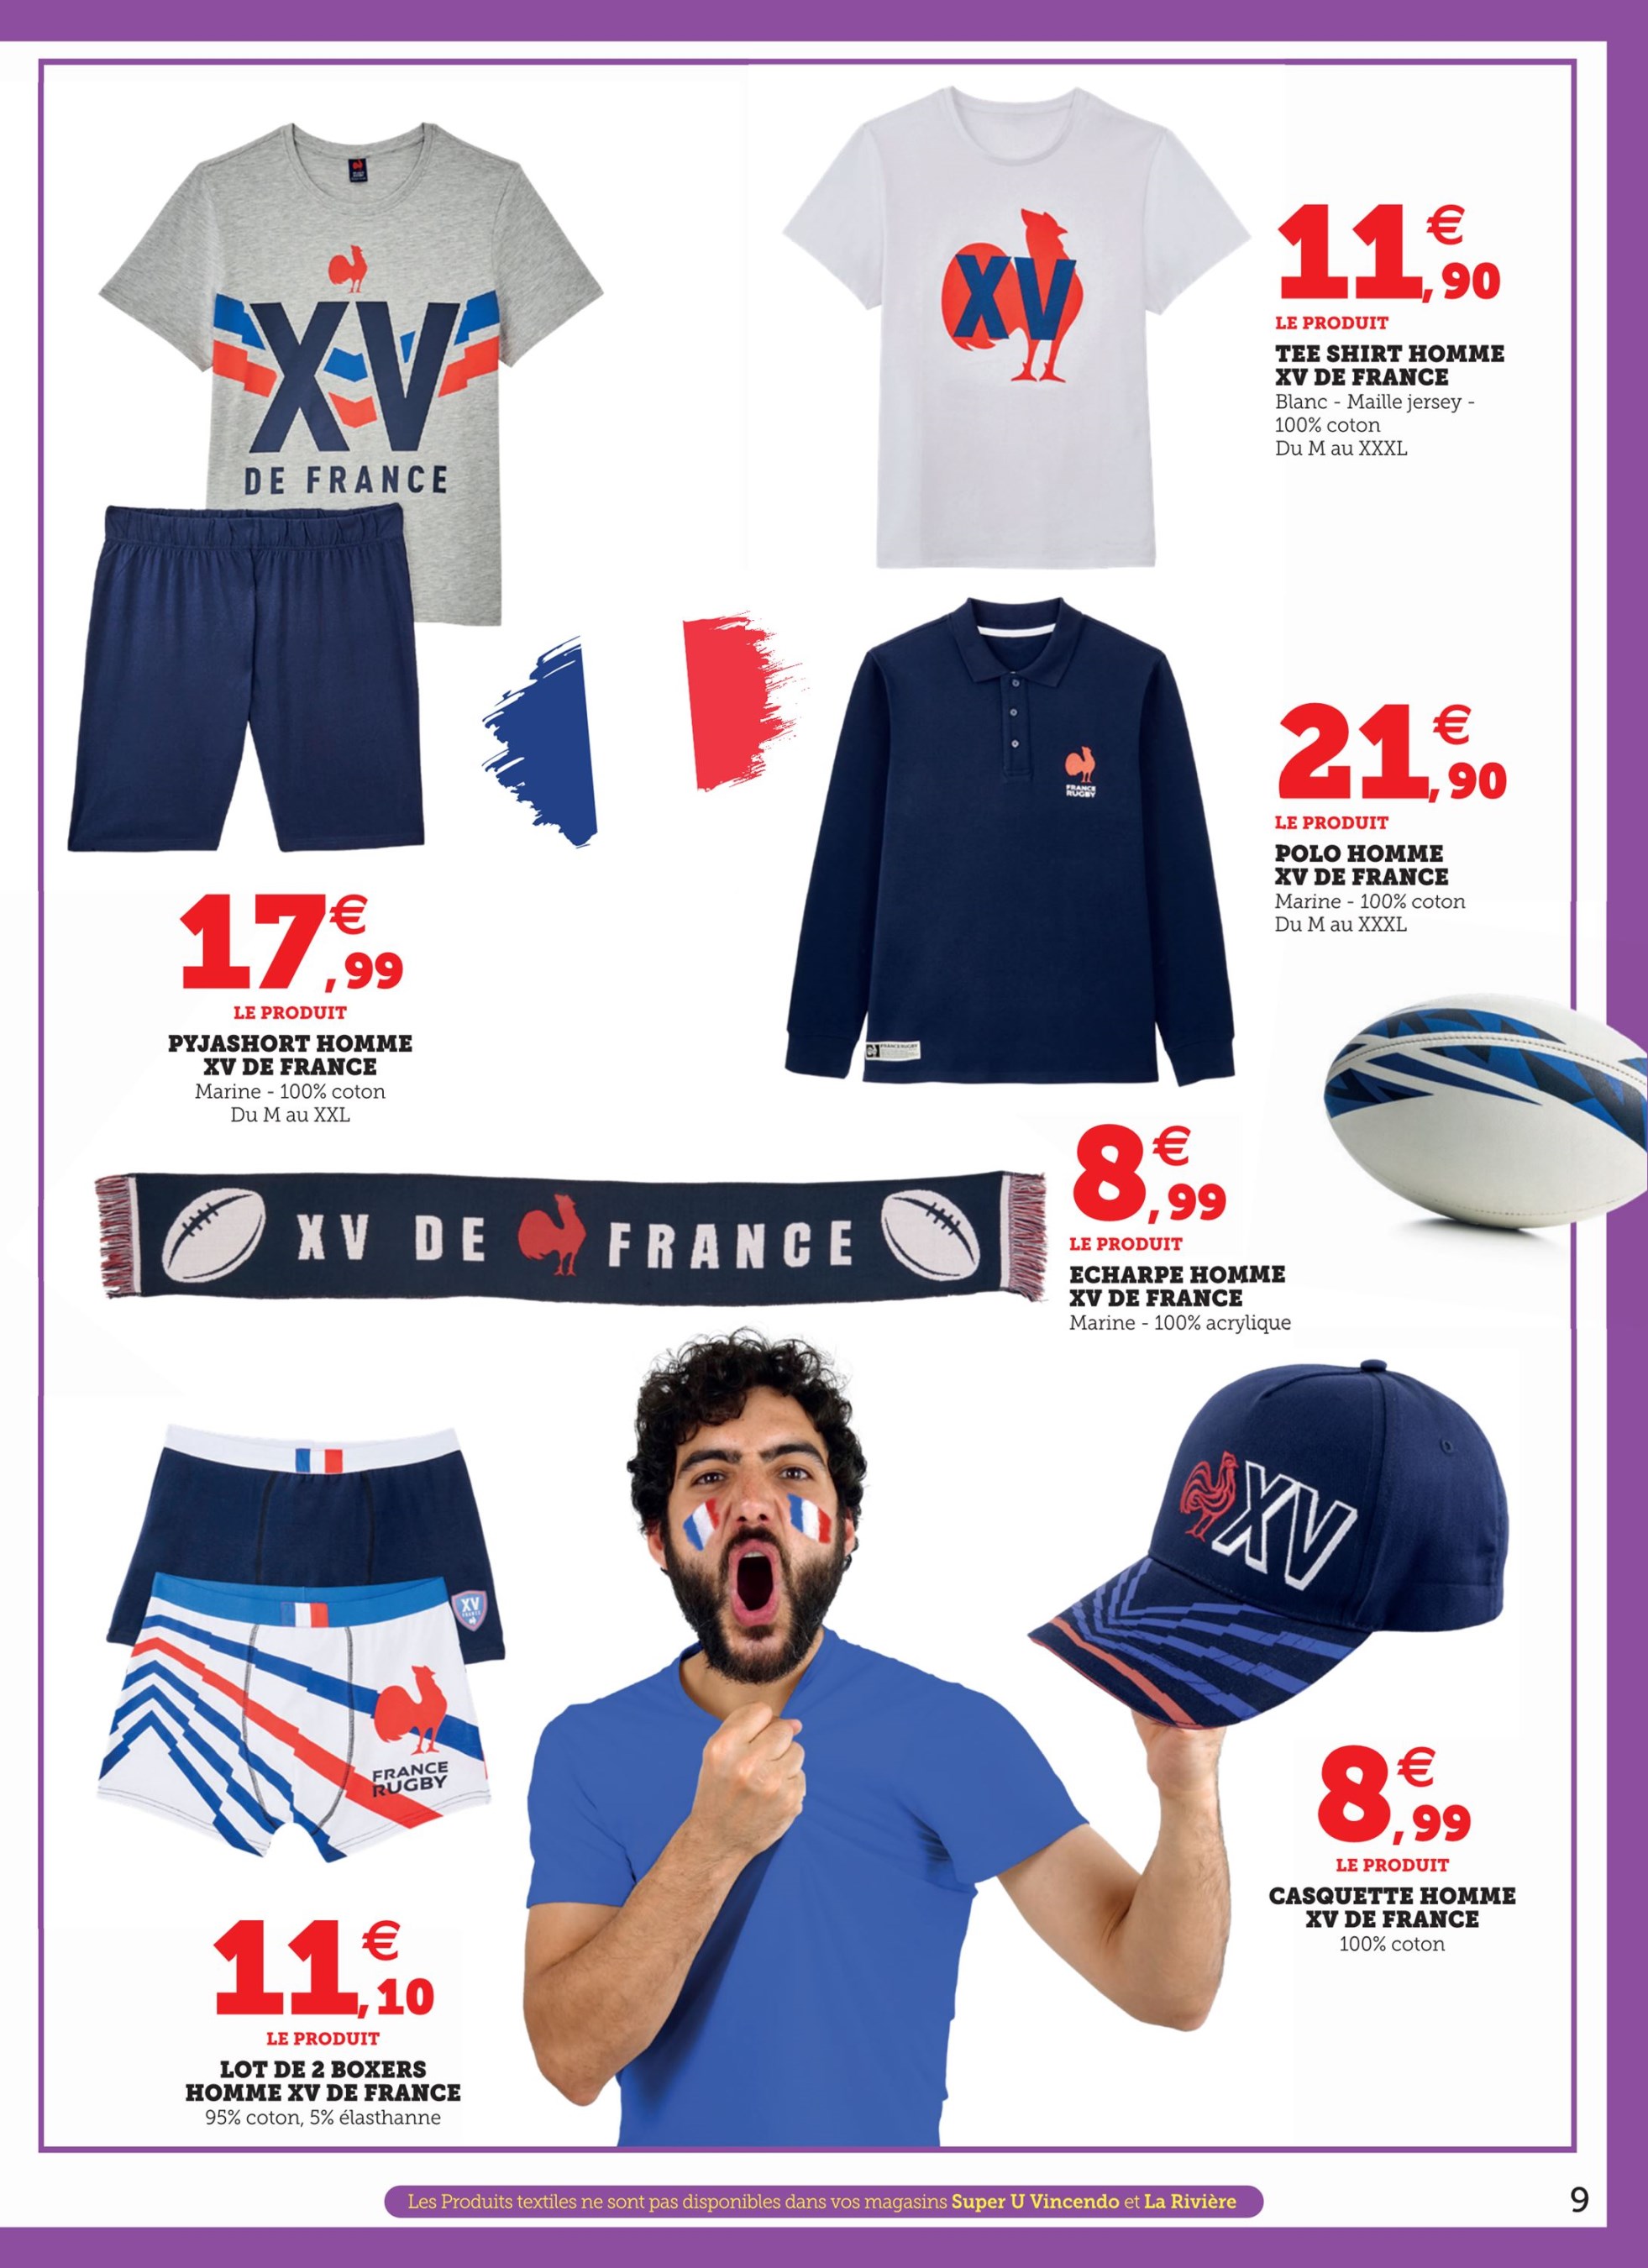 XV
DE FRANCE
XV
11,90 €
LE PRODUIT
TEE SHIRT HOMME
XV DE FRANCE
Blanc - Maille jersey -
100% coton
Du M au XXXL
FRANCE
RUGBY
21,90 €
LE PRODUIT
POLO HOMME
XV DE FRANCE
Marine - 100% coton
Du M au XXXL
17,99 €
LE PRODUIT
PYJASHORT HOMME
XV DE FRANCE
Marine - 100% coton
Du M au XXL
XV DE FRANCE
8,99 €
LE PRODUIT
ECHARPE HOMME
XV DE FRANCE
Marine - 100% acrylique
XV
XV
FRANCE
RUGBY
8,99 €
LE PRODUIT
CASQUETTE HOMME
XV DE FRANCE
100% coton
11,10 €
LE PRODUIT
LOT DE 2 BOXERS
HOMME XV DE FRANCE
95% coton, 5% élasthanne
Les Produits textiles ne sont pas disponibles dans vos magasins Super U Vincendo et La Rivière
9